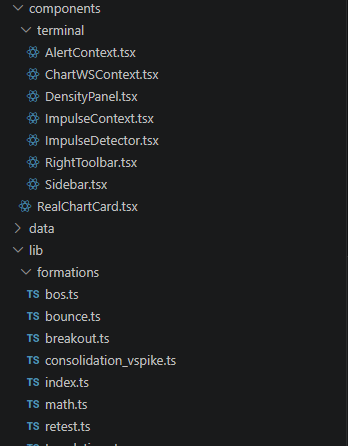 components
terminal
AlertContext.tsx
ChartWSContext.tsx
DensityPanel.tsx
ImpulseContext.tsx
ImpulseDetector.tsx
RightToolbar.tsx
Sidebar.tsx
RealChartCard.tsx
data
lib
formations
TS bos.ts
TS bounce.ts
TS breakout.ts
TS consolidation_vspike.ts
TS index.ts
TS math.ts
TS retest.ts